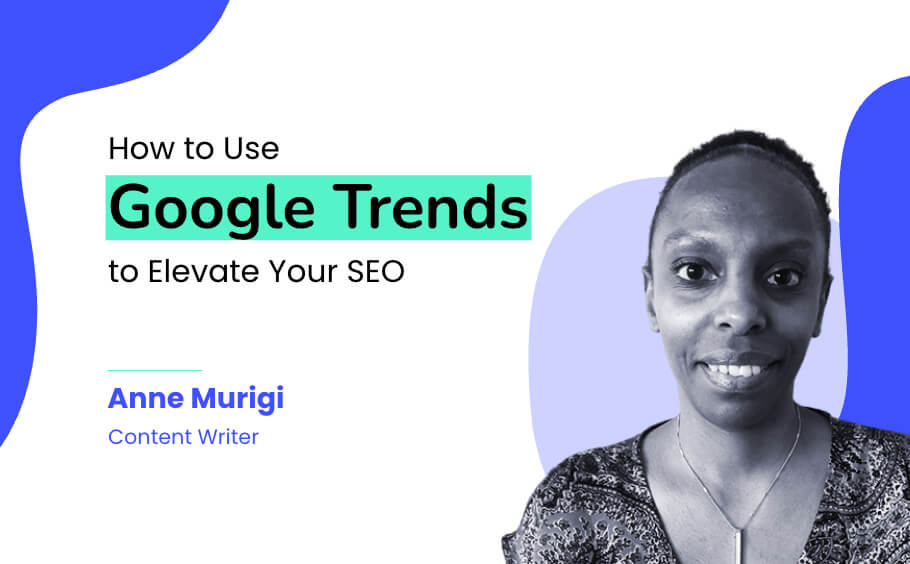 How to Use
Google Trends
to Elevate Your SEO
Anne Murigi
Content Writer